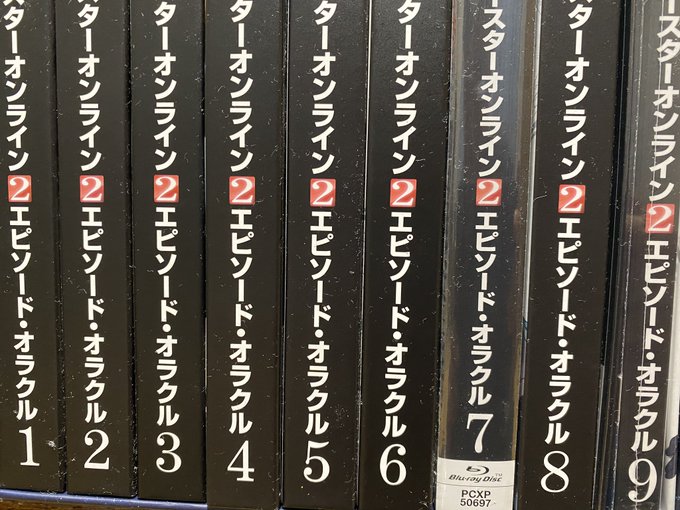 スターオンライン2エピソード・オラクル1
スターオンライン2エピソード・オラクル2
スターオンライン2エピソード・オラクル3
スターオンライン2エピソード・オラクル4
スターオンライン2エピソード・オラクル5
スターオンライン2エピソード・オラクル6
スターオンライン2エピソード・オラクル7
Blu-ray Disc
TM
PCXP
50697
スターオンライン2エピソード・オラクル8
ースターオンライン2エピソード・オラクル9